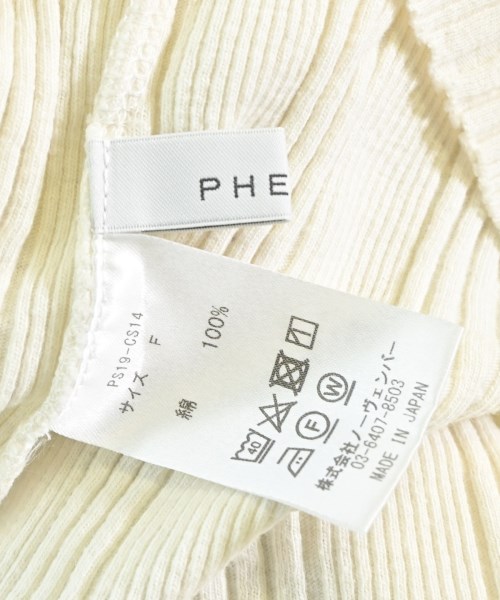 PHE
PS19-CS14
サイズ F
綿 100%
40
F W
株式会社ノーヴェンバー
03-6407-8503
MADE IN JAPAN